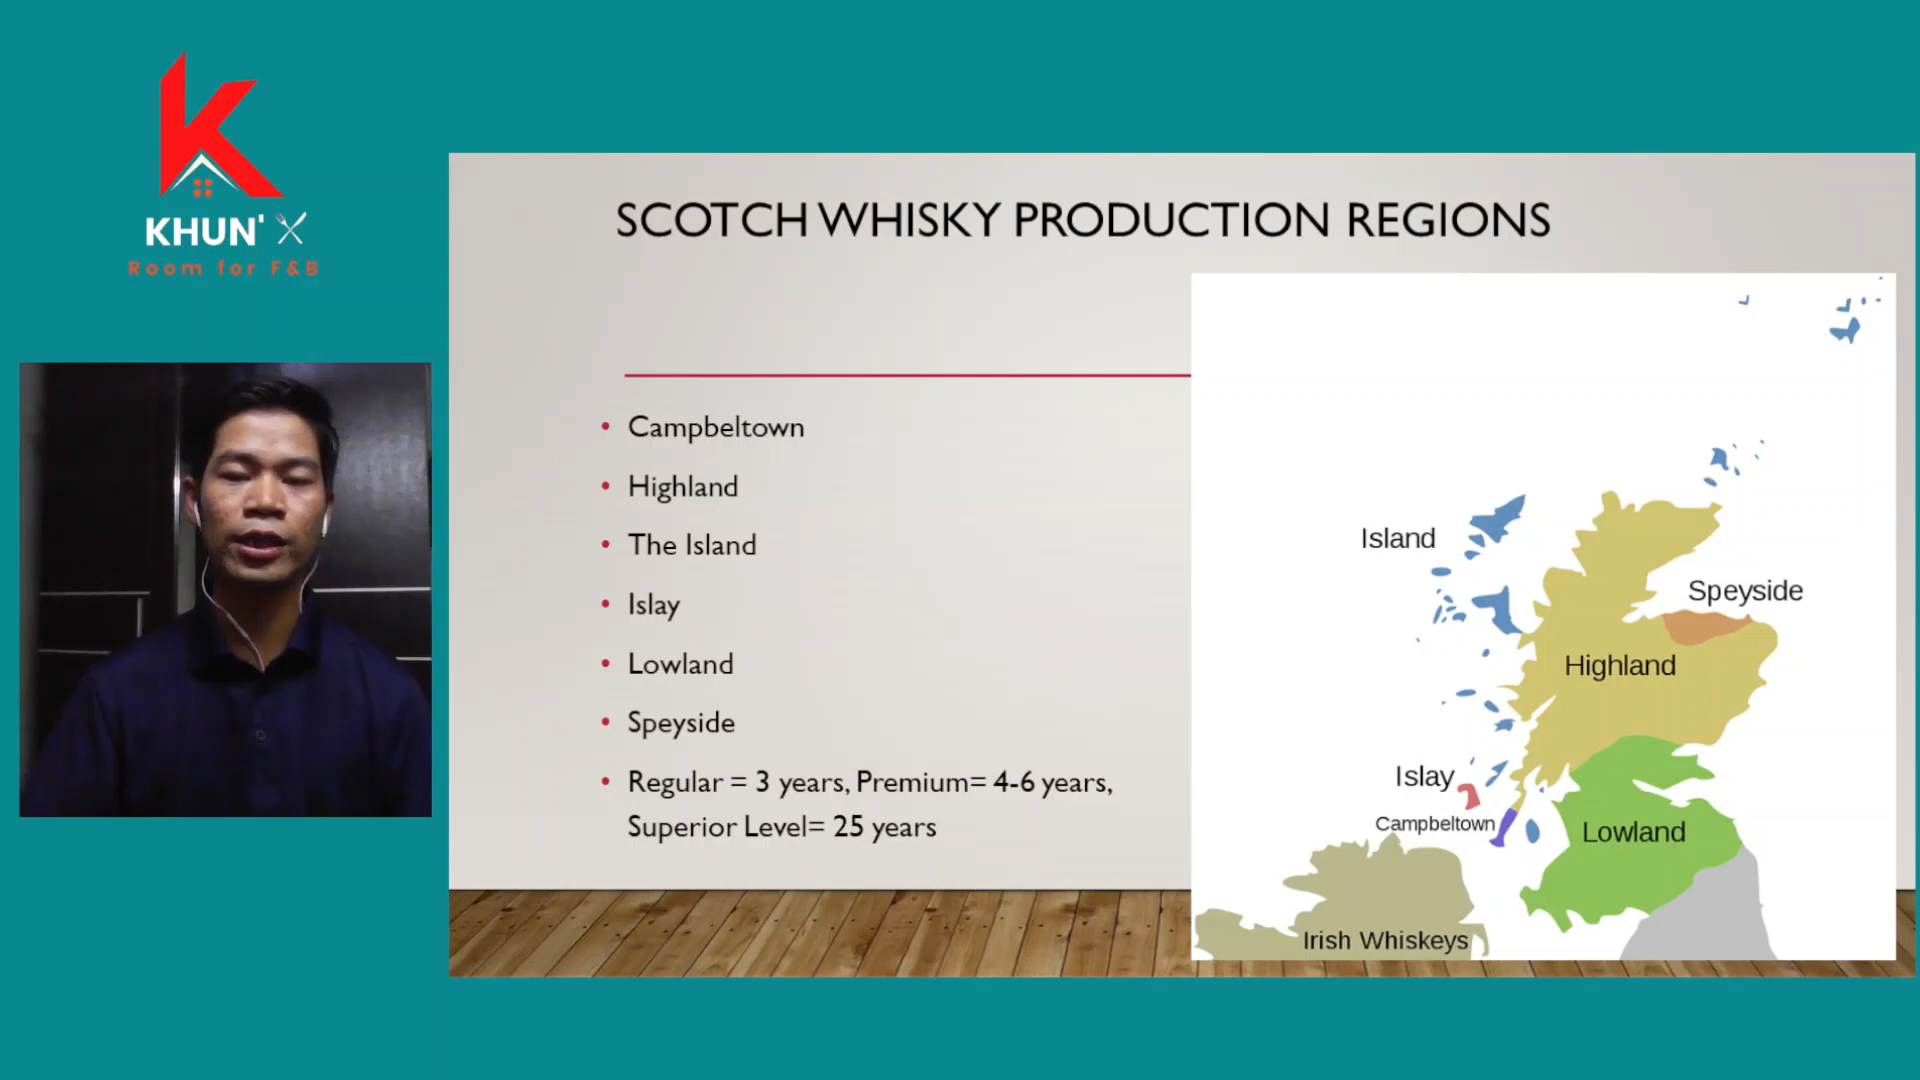 KHUN'
Room for F&B
SCOTCH WHISKY PRODUCTION REGIONS
• Campbeltown
• Highland
• The Island
• Islay
• Lowland
• Speyside
• Regular = 3 years, Premium= 4-6 years,
Superior Level= 25 years
Island
Speyside
Highland
Islay
Campbeltown
Lowland
Irish Whiskeys